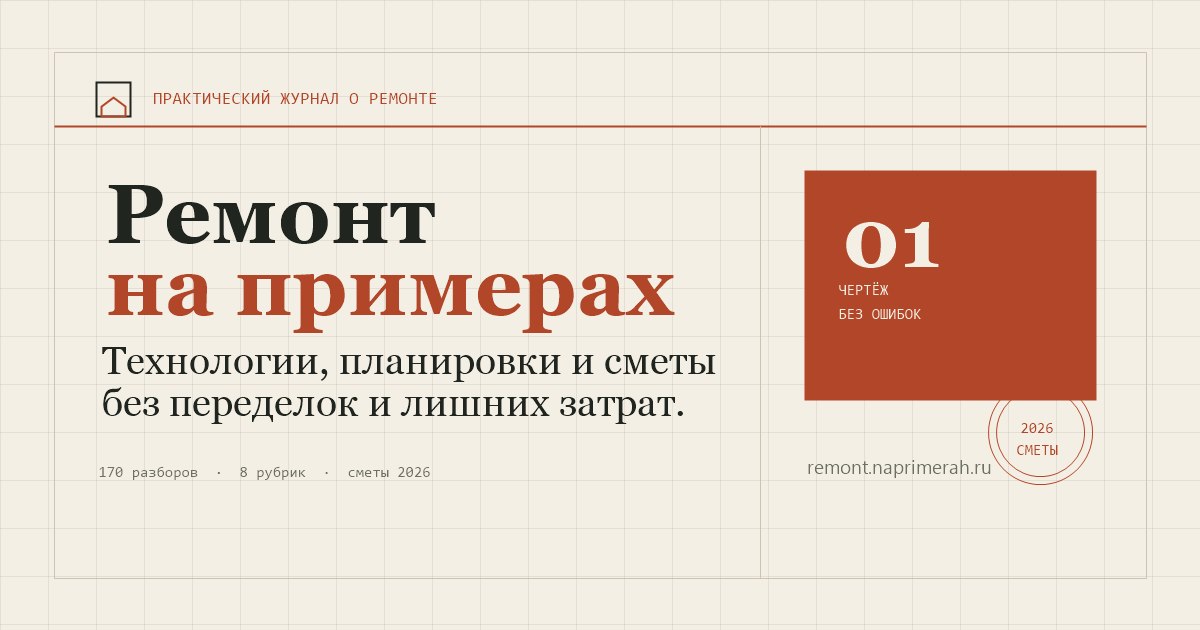 ПРАКТИЧЕСКИЙ ЖУРНАЛ О РЕМОНТЕ
Ремонт
на примерах
Технологии, планировки и сметы
без переделок и лишних затрат.
170 разборов · 8 рубрик · сметы 2026
01
ЧЕРТЁЖ
БЕЗ ОШИБОК
2026
СМЕТЫ
remont.naprimerah.ru